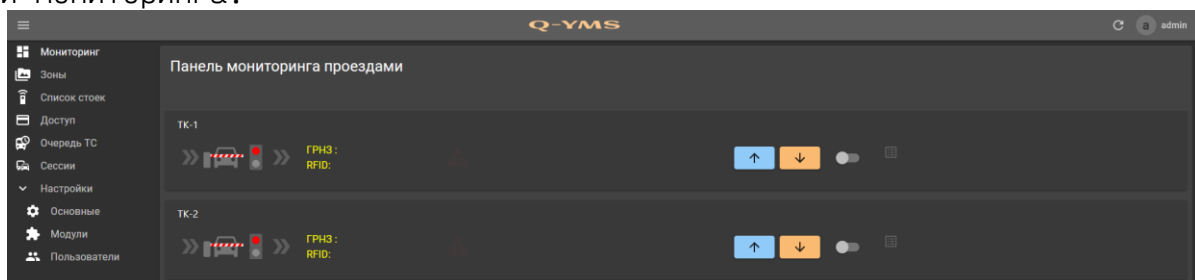 и мониторинга.
Q-YMS
a admin
Мониторинг
Зоны
Список стоек
Доступ
Очередь ТС
Сессии
Настройки
Основные
Модули
Пользователи
Панель мониторинга проездами
ТК-1
ГРНЗ :
RFID:
ТК-2
ГРНЗ :
RFID: